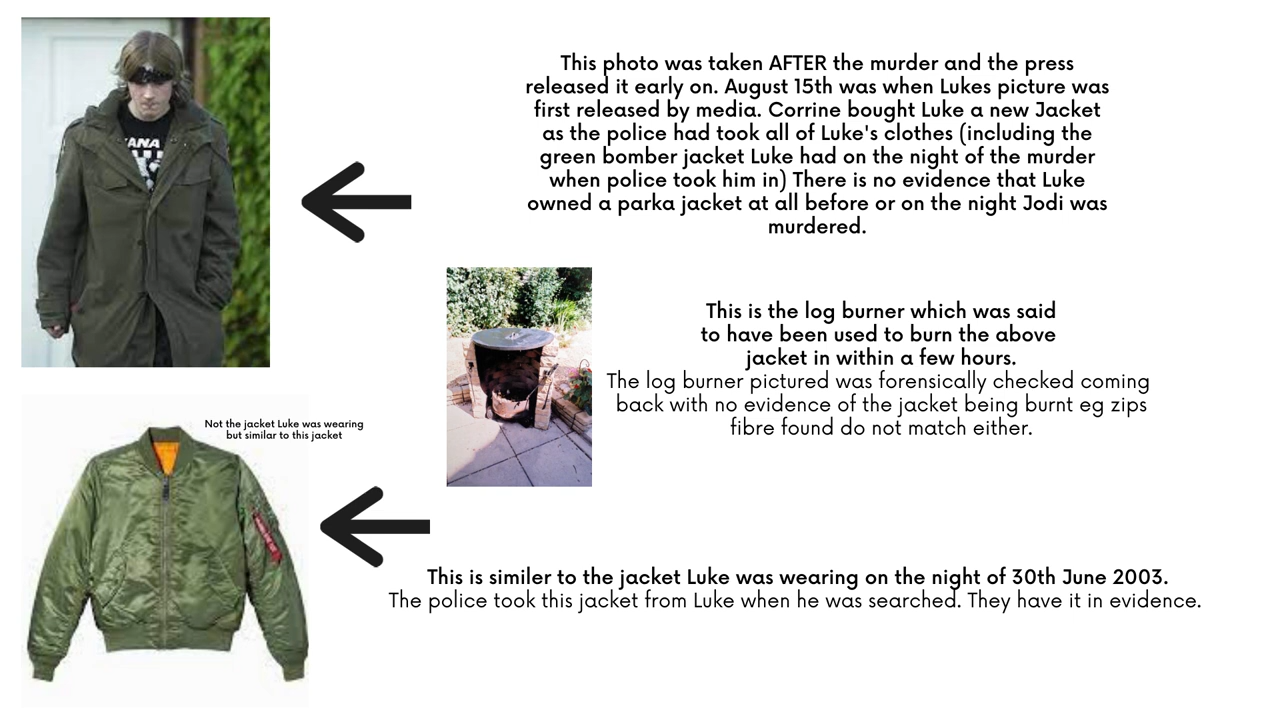 This photo was taken AFTER the murder and the press
released it early on. August 15th was when Lukes picture was
first released by media. Corrine bought Luke a new Jacket
as the police had took all of Luke's clothes (including the
green bomber jacket Luke had on the night of the murder
when police took him in) There is no evidence that Luke
owned a parka jacket at all before or on the night Jodi was
murdered.
This is the log burner which was said
to have been used to burn the above
jacket in within a few hours.
The log burner pictured was forensically checked coming
back with no evidence of the jacket being burnt eg zips
fibre found do not match either.
Not the jacket Luke was wearing
but similar to this jacket
This is similer to the jacket Luke was wearing on the night of 30th June 2003.
The police took this jacket from Luke when he was searched. They have it in evidence.